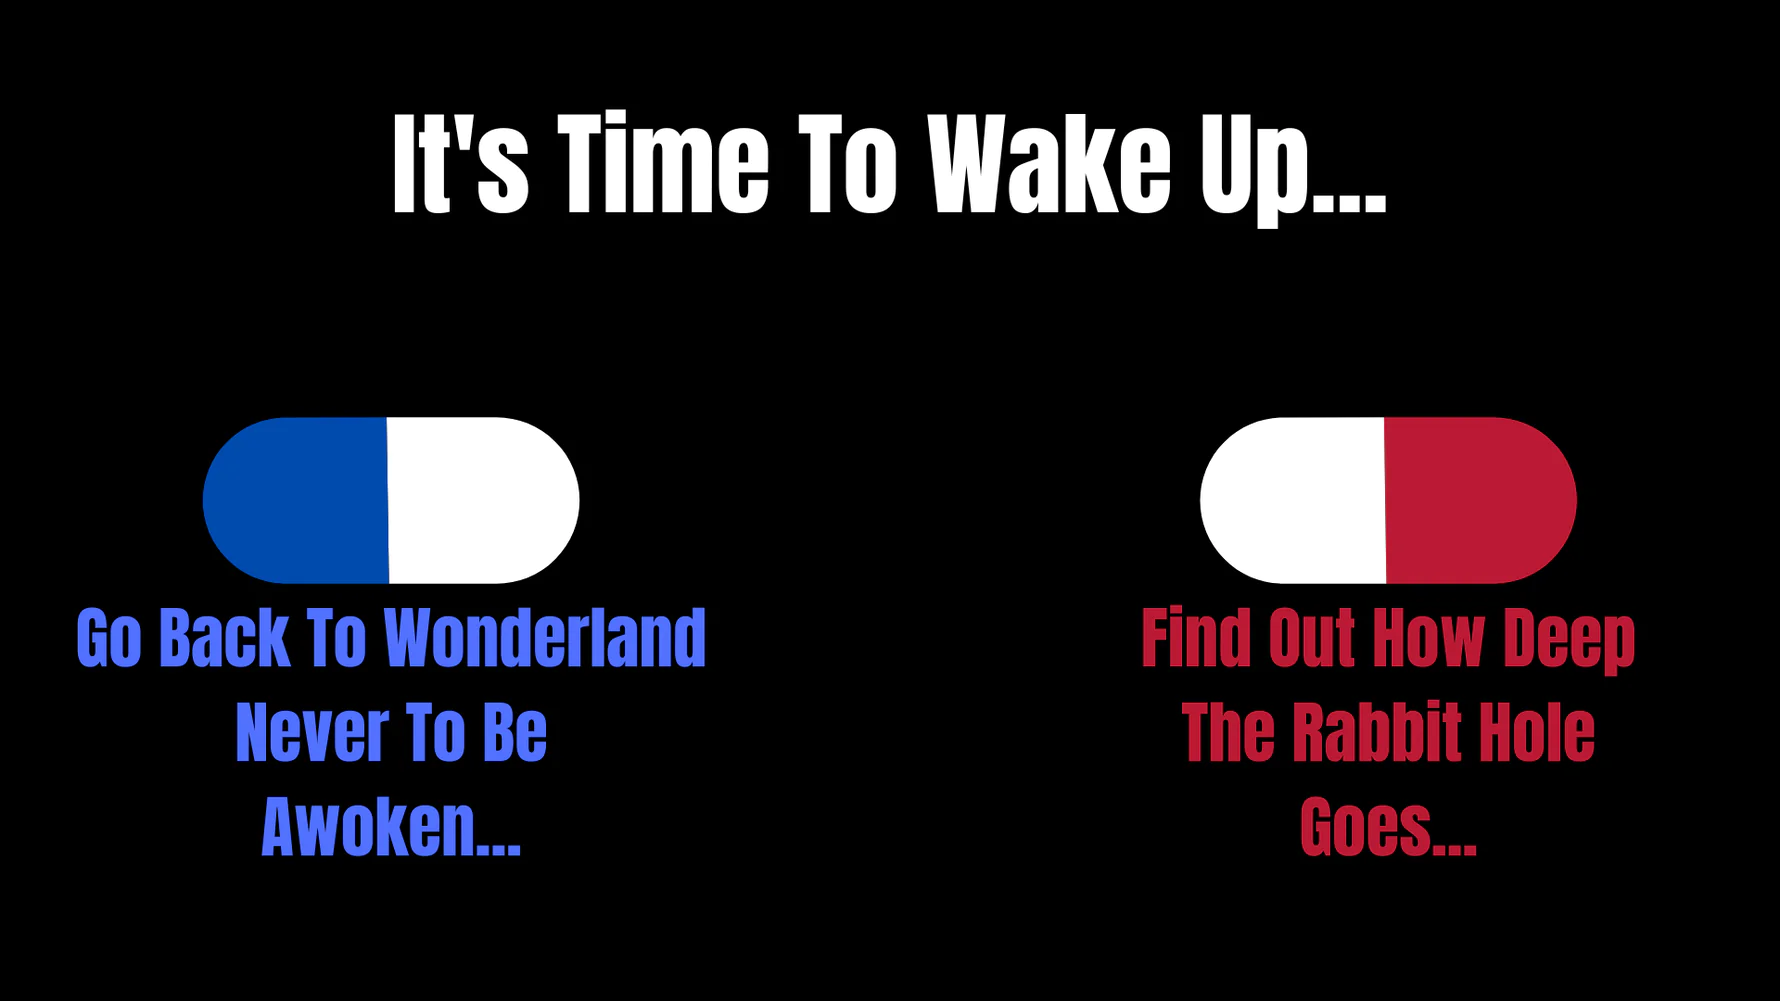 It's Time To Wake Up...
Go Back To Wonderland
Never To Be
Awoken...
Find Out How Deep
The Rabbit Hole
Goes...